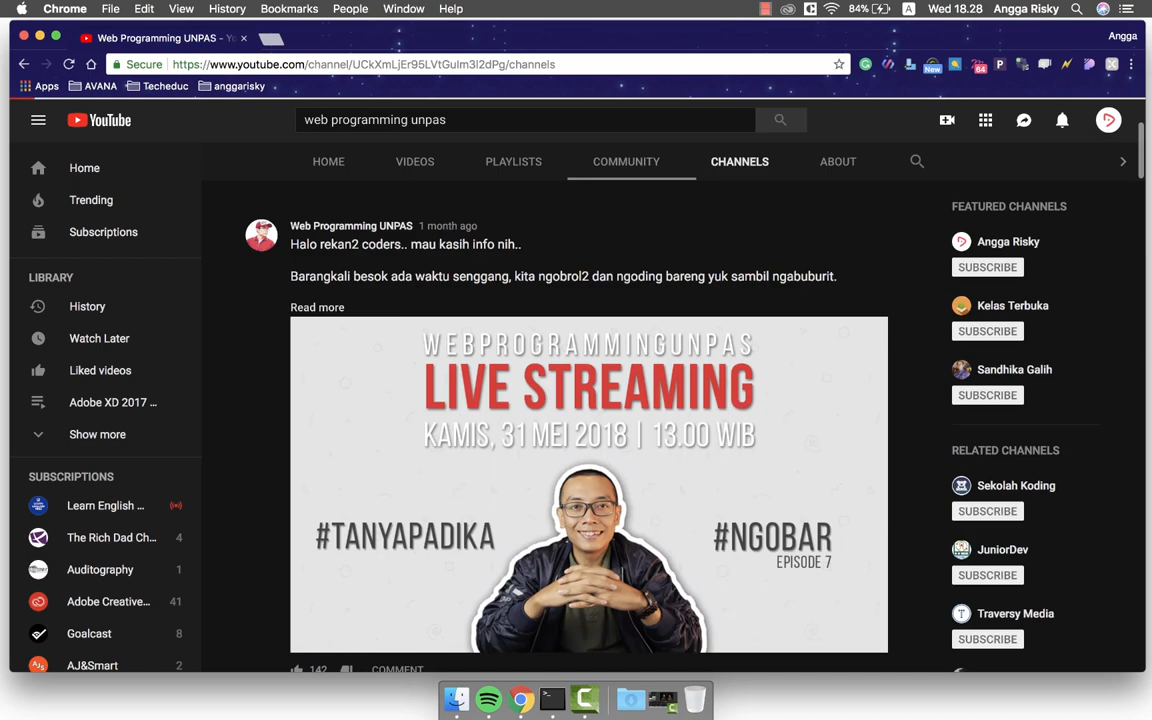 Chrome File Edit View History Bookmarks People Window Help 84% A Wed 18.28 Angga Risky
Web Programming UNPAS - Yo × Angga
Secure https://www.youtube.com/channel/UCkXmLjEr95LVtGuIm3l2dPg/channels New 64 P
Apps AVANA Techeduc anggarisky
YouTube web programming unpas
HOME VIDEOS PLAYLISTS COMMUNITY CHANNELS ABOUT
Home
Trending
Subscriptions
LIBRARY
History
Watch Later
Liked videos
Adobe XD 2017 ...
Show more
SUBSCRIPTIONS
Learn English ...
The Rich Dad Ch... 4
Auditography 1
Adobe Creative... 41
Goalcast 8
AJ&Smart 2
Web Programming UNPAS 1 month ago
Halo rekan2 coders.. mau kasih info nih..
Barangkali besok ada waktu senggang, kita ngobrol2 dan ngoding bareng yuk sambil ngabuburit.
Read more
WEBPROGRAMMINGUNPAS
LIVE STREAMING
KAMIS, 31 MEI 2018 | 13.00 WIB
#TANYAPADIKA
#NGOBAR
EPISODE 7
142 COMMENT
FEATURED CHANNELS
Angga Risky
SUBSCRIBE
Kelas Terbuka
SUBSCRIBE
Sandhika Galih
SUBSCRIBE
RELATED CHANNELS
Sekolah Koding
SUBSCRIBE
JuniorDev
SUBSCRIBE
Traversy Media
SUBSCRIBE